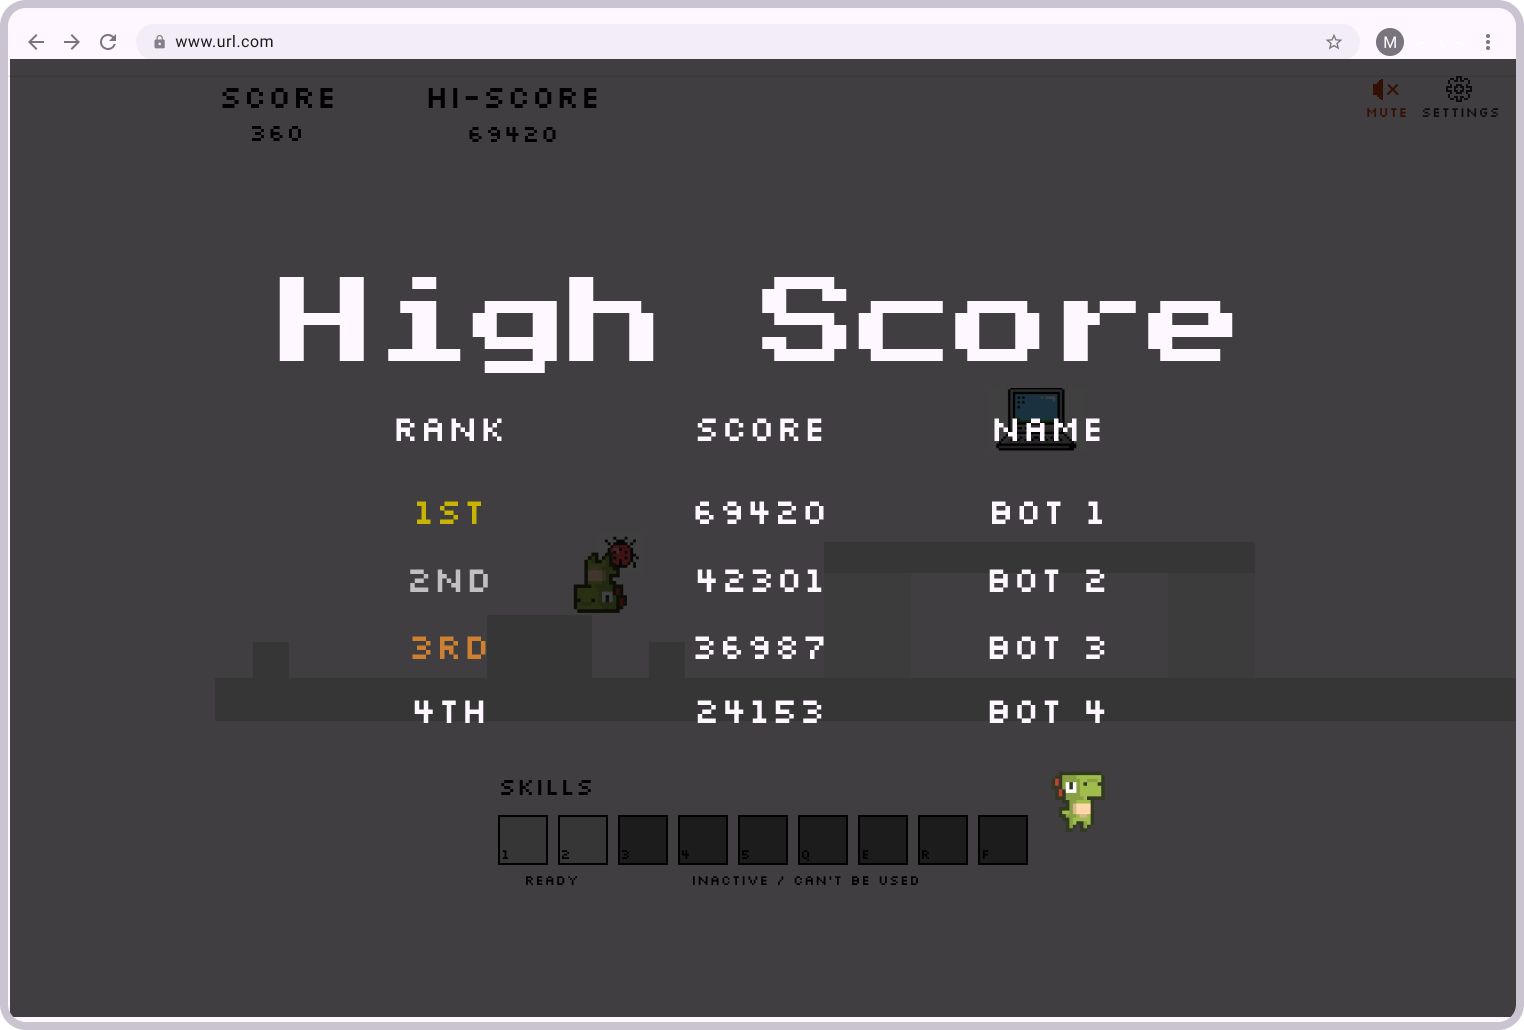 www.url.com
M
SCORE HI-SCORE
360 69420
MUTE SETTINGS
High Score
RANK SCORE NAME
1ST 69420 BOT 1
2ND 42301 BOT 2
3RD 36987 BOT 3
4TH 24153 BOT 4
SKILLS
1 2 3 4 5 Q E R F
READY INACTIVE / CAN'T BE USED